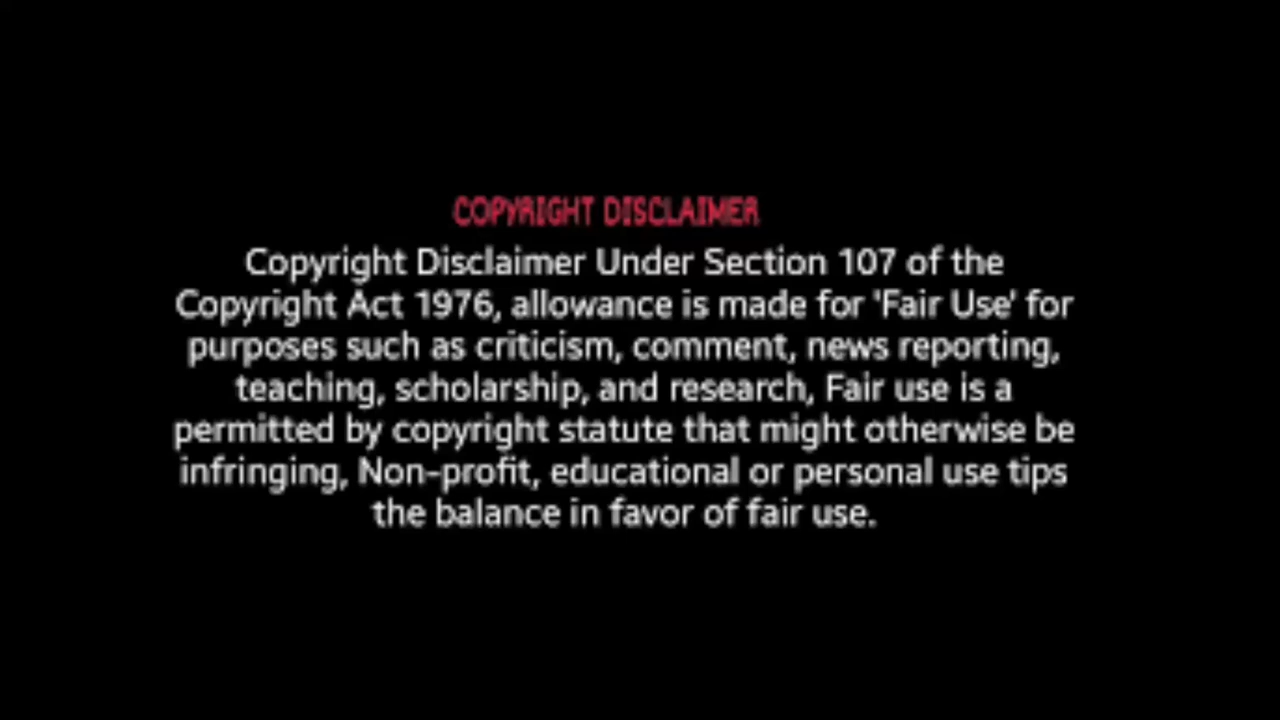 COPYRIGHT DISCLAIMER
Copyright Disclaimer Under Section 107 of the
Copyright Act 1976, allowance is made for 'Fair Use' for
purposes such as criticism, comment, news reporting,
teaching, scholarship, and research, Fair use is a
permitted by copyright statute that might otherwise be
infringing, Non-profit, educational or personal use tips
the balance in favor of fair use.